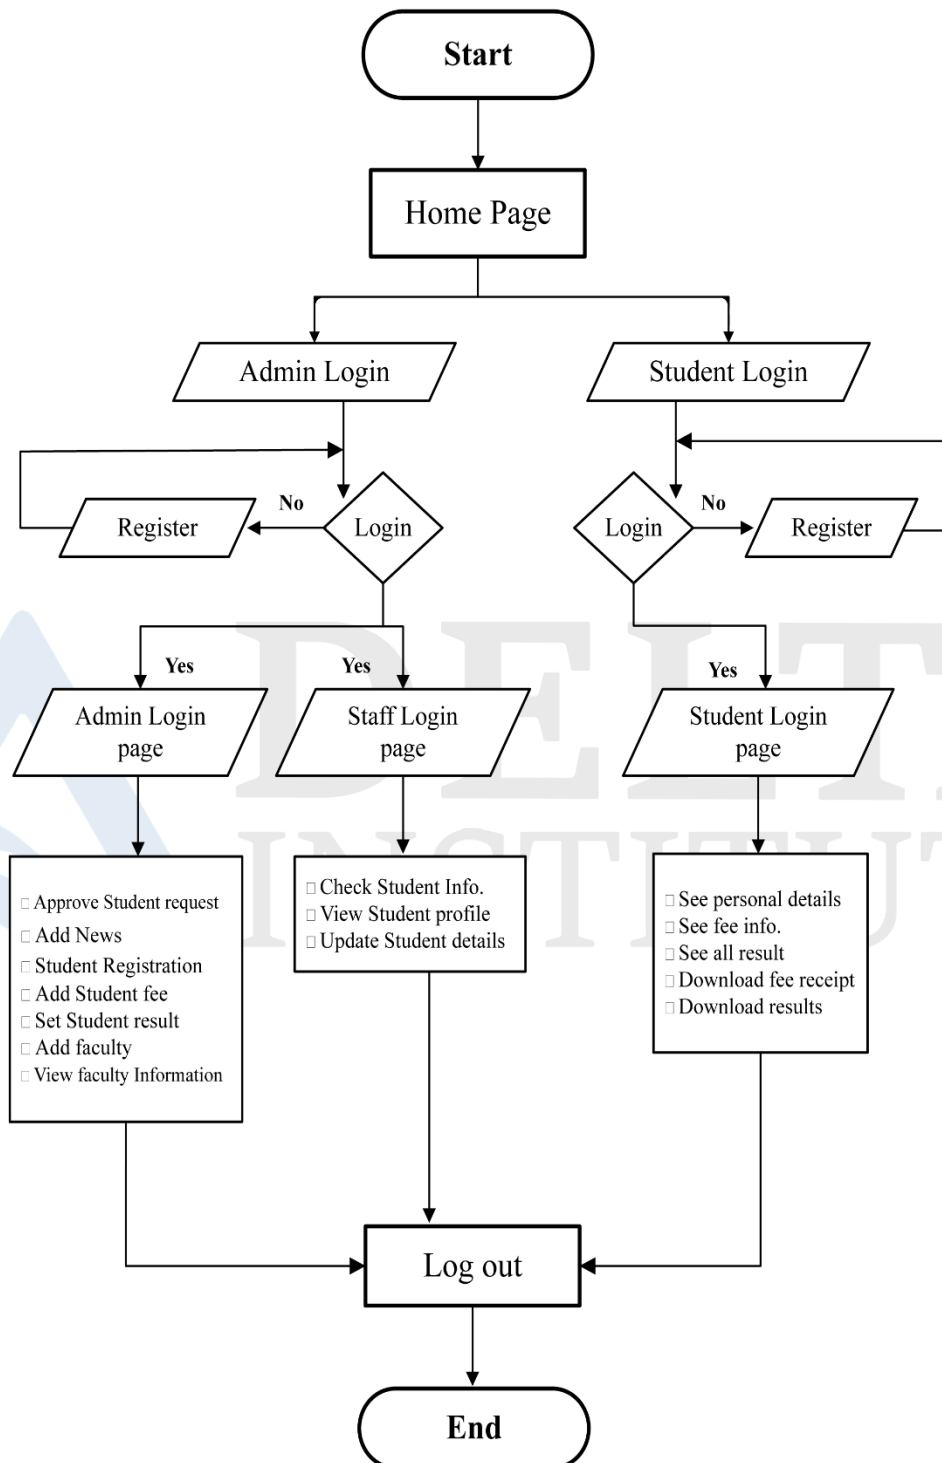 Start
Home Page
Admin Login
Student Login
No
Register
Login
Login
No
Register
Yes
Yes
Yes
Admin Login
page
Staff Login
page
Student Login
page
Approve Student request
Add News
Student Registration
Add Student fee
Set Student result
Add faculty
View faculty Information
Check Student Info.
View Student profile
Update Student details
See personal details
See fee info.
See all result
Download fee receipt
Download results
Log out
End
DELT
INSTITUT